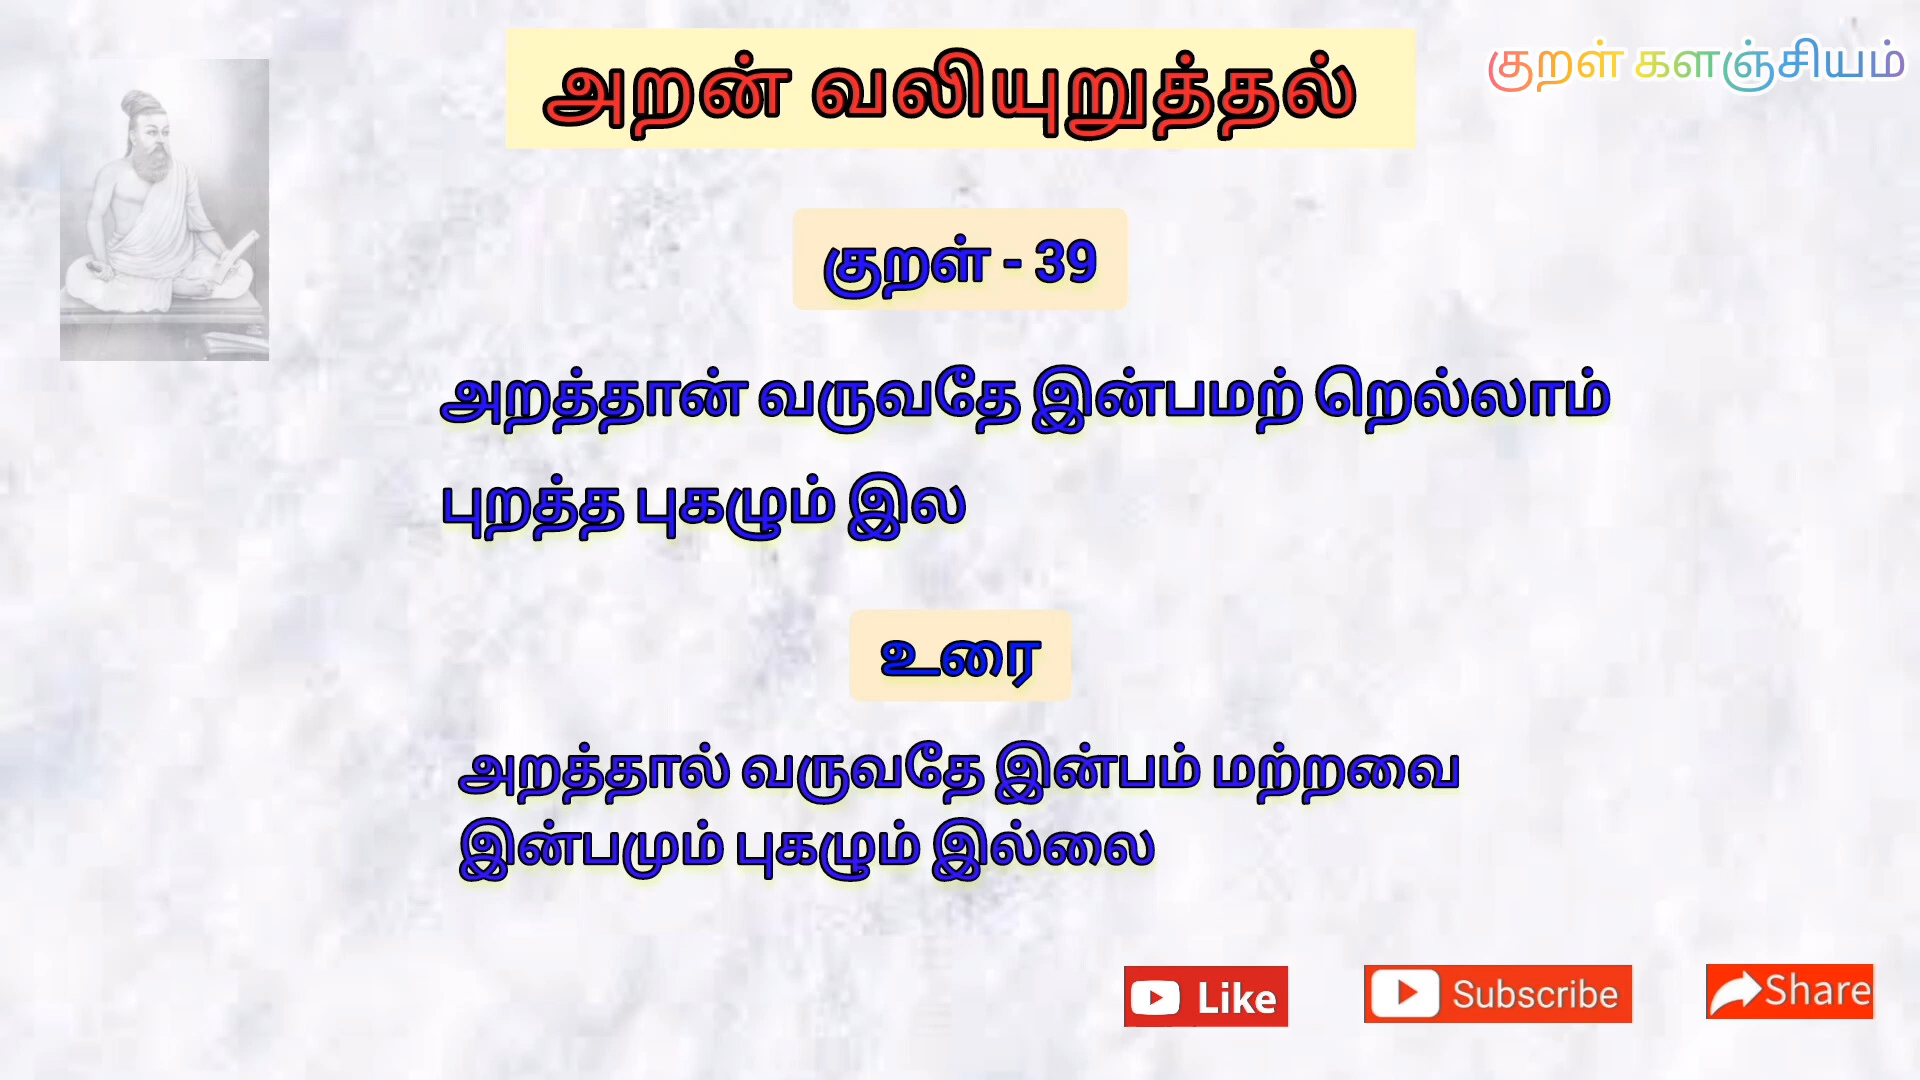 அறன் வலியுறுத்தல்
குறள் களஞ்சியம்
குறள் - 39
அறத்தான் வருவதே இன்பமற் றெல்லாம்
புறத்த புகழும் இல
உரை
அறத்தால் வருவதே இன்பம் மற்றவை
இன்பமும் புகழும் இல்லை
Like
Subscribe
Share